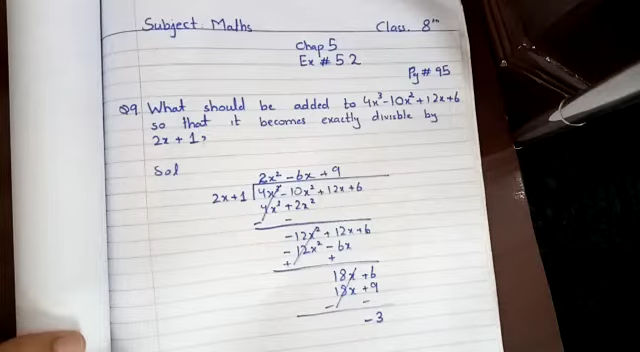 Subject Maths Class. 8th
Chap 5
Ex # 5.2
Pg # 95
Q9. What should be added to 4x³-10x²+12x+6
so that it becomes exactly divisble by
2x+1?
Sol
2x² - 6x + 9
2x+1 4x³ - 10x² + 12x + 6
4x³ + 2x²
- -
-12x² + 12x + 6
-12x² - 6x
+ +
18x + 6
18x + 9
- -
-3